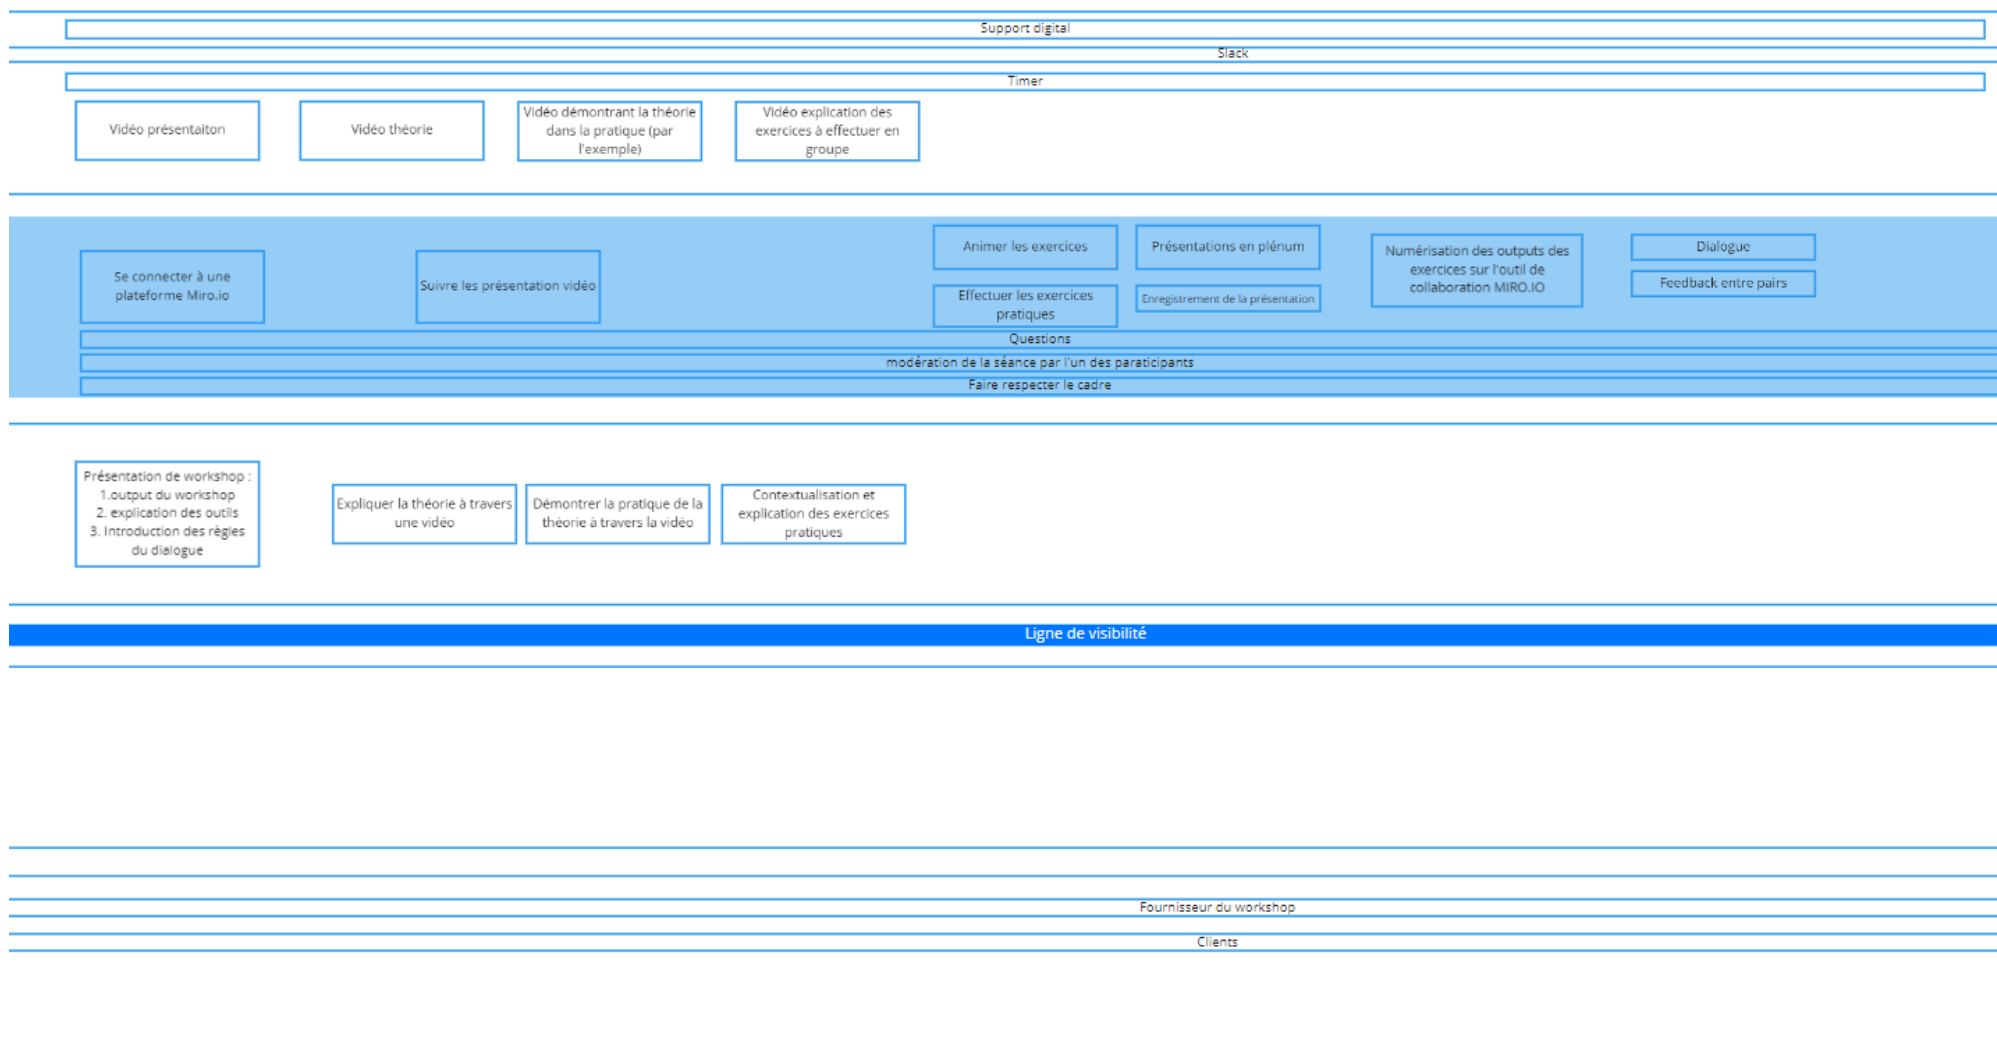 Support digital
Slack
Timer
Vidéo présentaiton
Vidéo théorie
Vidéo démontrant la théorie
dans la pratique (par
l'exemple)
Vidéo explication des
exercices à effectuer en
groupe
Se connecter à une
plateforme Miro.io
Suivre les présentation vidéo
Animer les exercices
Effectuer les exercices
pratiques
Présentations en plénum
Enregistrement de la présentation
Numérisation des outputs des
exercices sur l'outil de
collaboration MIRO.IO
Dialogue
Feedback entre pairs
Questions
modération de la séance par l'un des paraticipants
Faire respecter le cadre
Présentation de workshop :
1.output du workshop
2. explication des outils
3. Introduction des règles
du dialogue
Expliquer la théorie à travers
une vidéo
Démontrer la pratique de la
théorie à travers la vidéo
Contextualisation et
explication des exercices
pratiques
Ligne de visibilité
Fournisseur du workshop
Clients